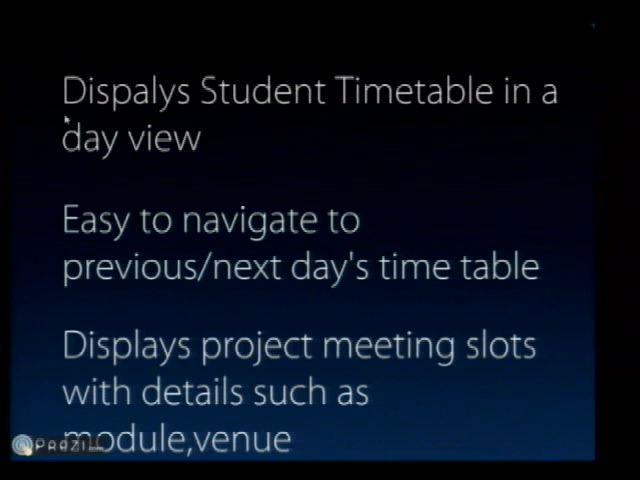 Dispalys Student Timetable in a
day view
Easy to navigate to
previous/next day's time table
Displays project meeting slots
with details such as
module,venue